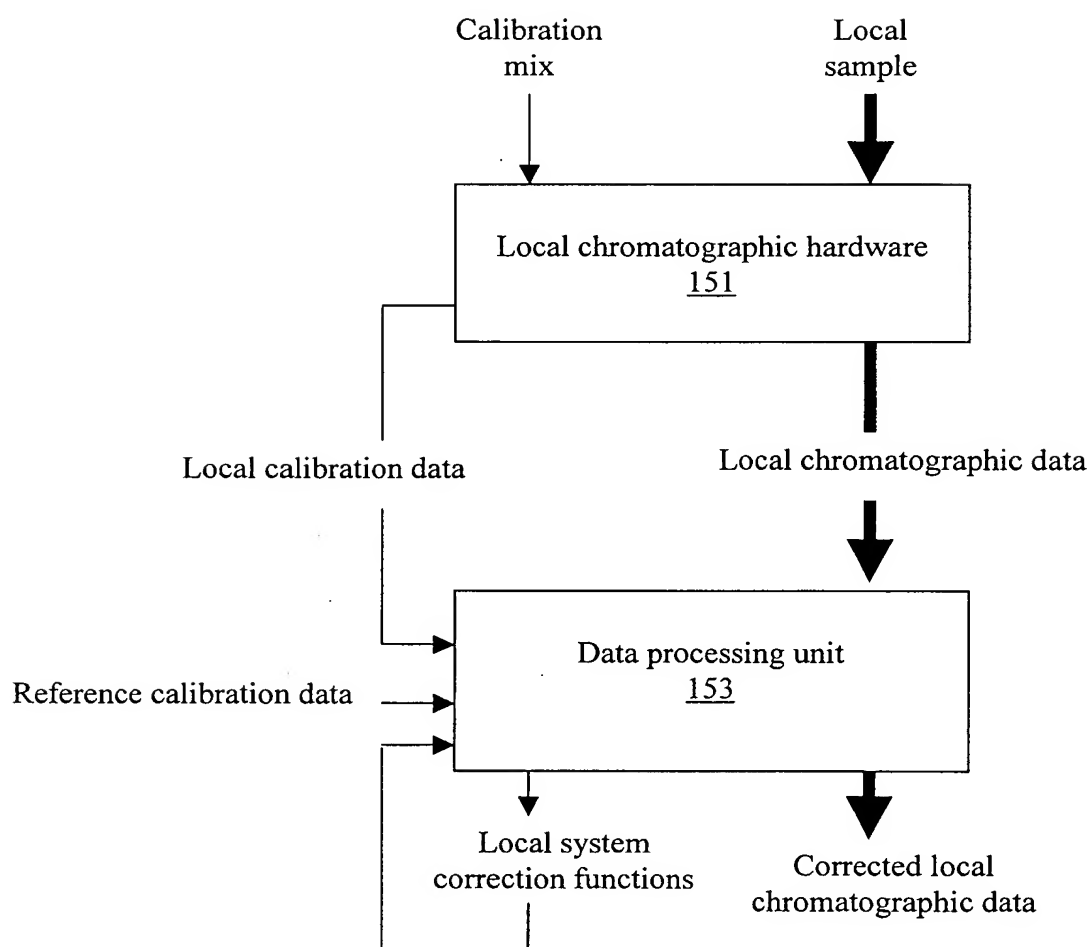 Calibration
mix
Local
sample
Local chromatographic hardware
151
Local calibration data
Local chromatographic data
Data processing unit
153
Reference calibration data
Local system
correction functions
Corrected local
chromatographic data